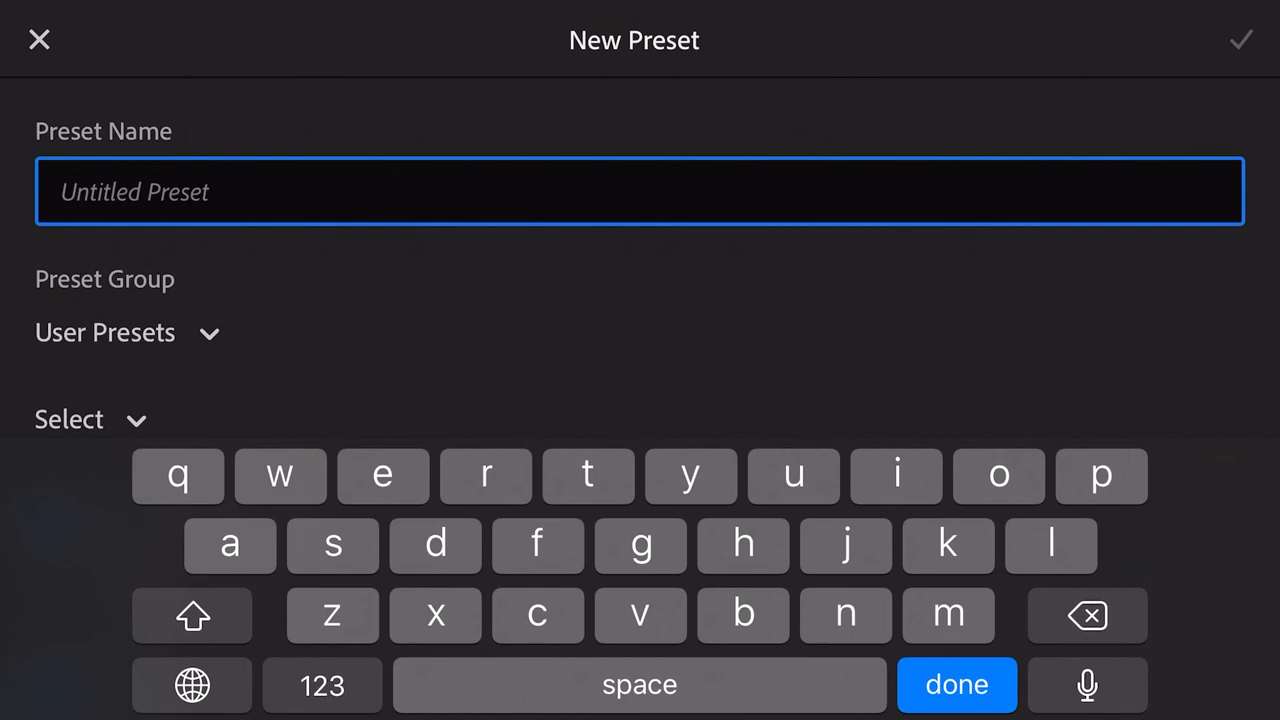 New Preset
Preset Name
Untitled Preset
Preset Group
User Presets
Select
q w e r t y u i o p
a s d f g h j k l
z x c v b n m
123 space done